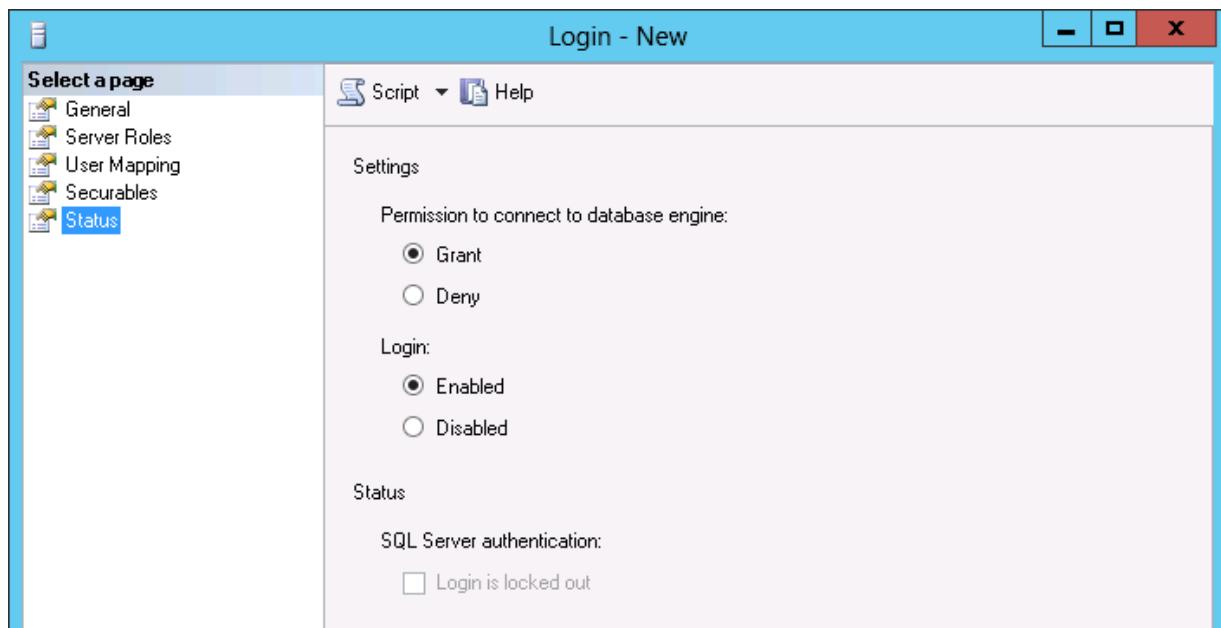 Login - New
x
Select a page
General
Server Roles
User Mapping
Securables
Status
Script Help
Settings
Permission to connect to database engine:
Grant
Deny
Login:
Enabled
Disabled
Status
SQL Server authentication:
Login is locked out